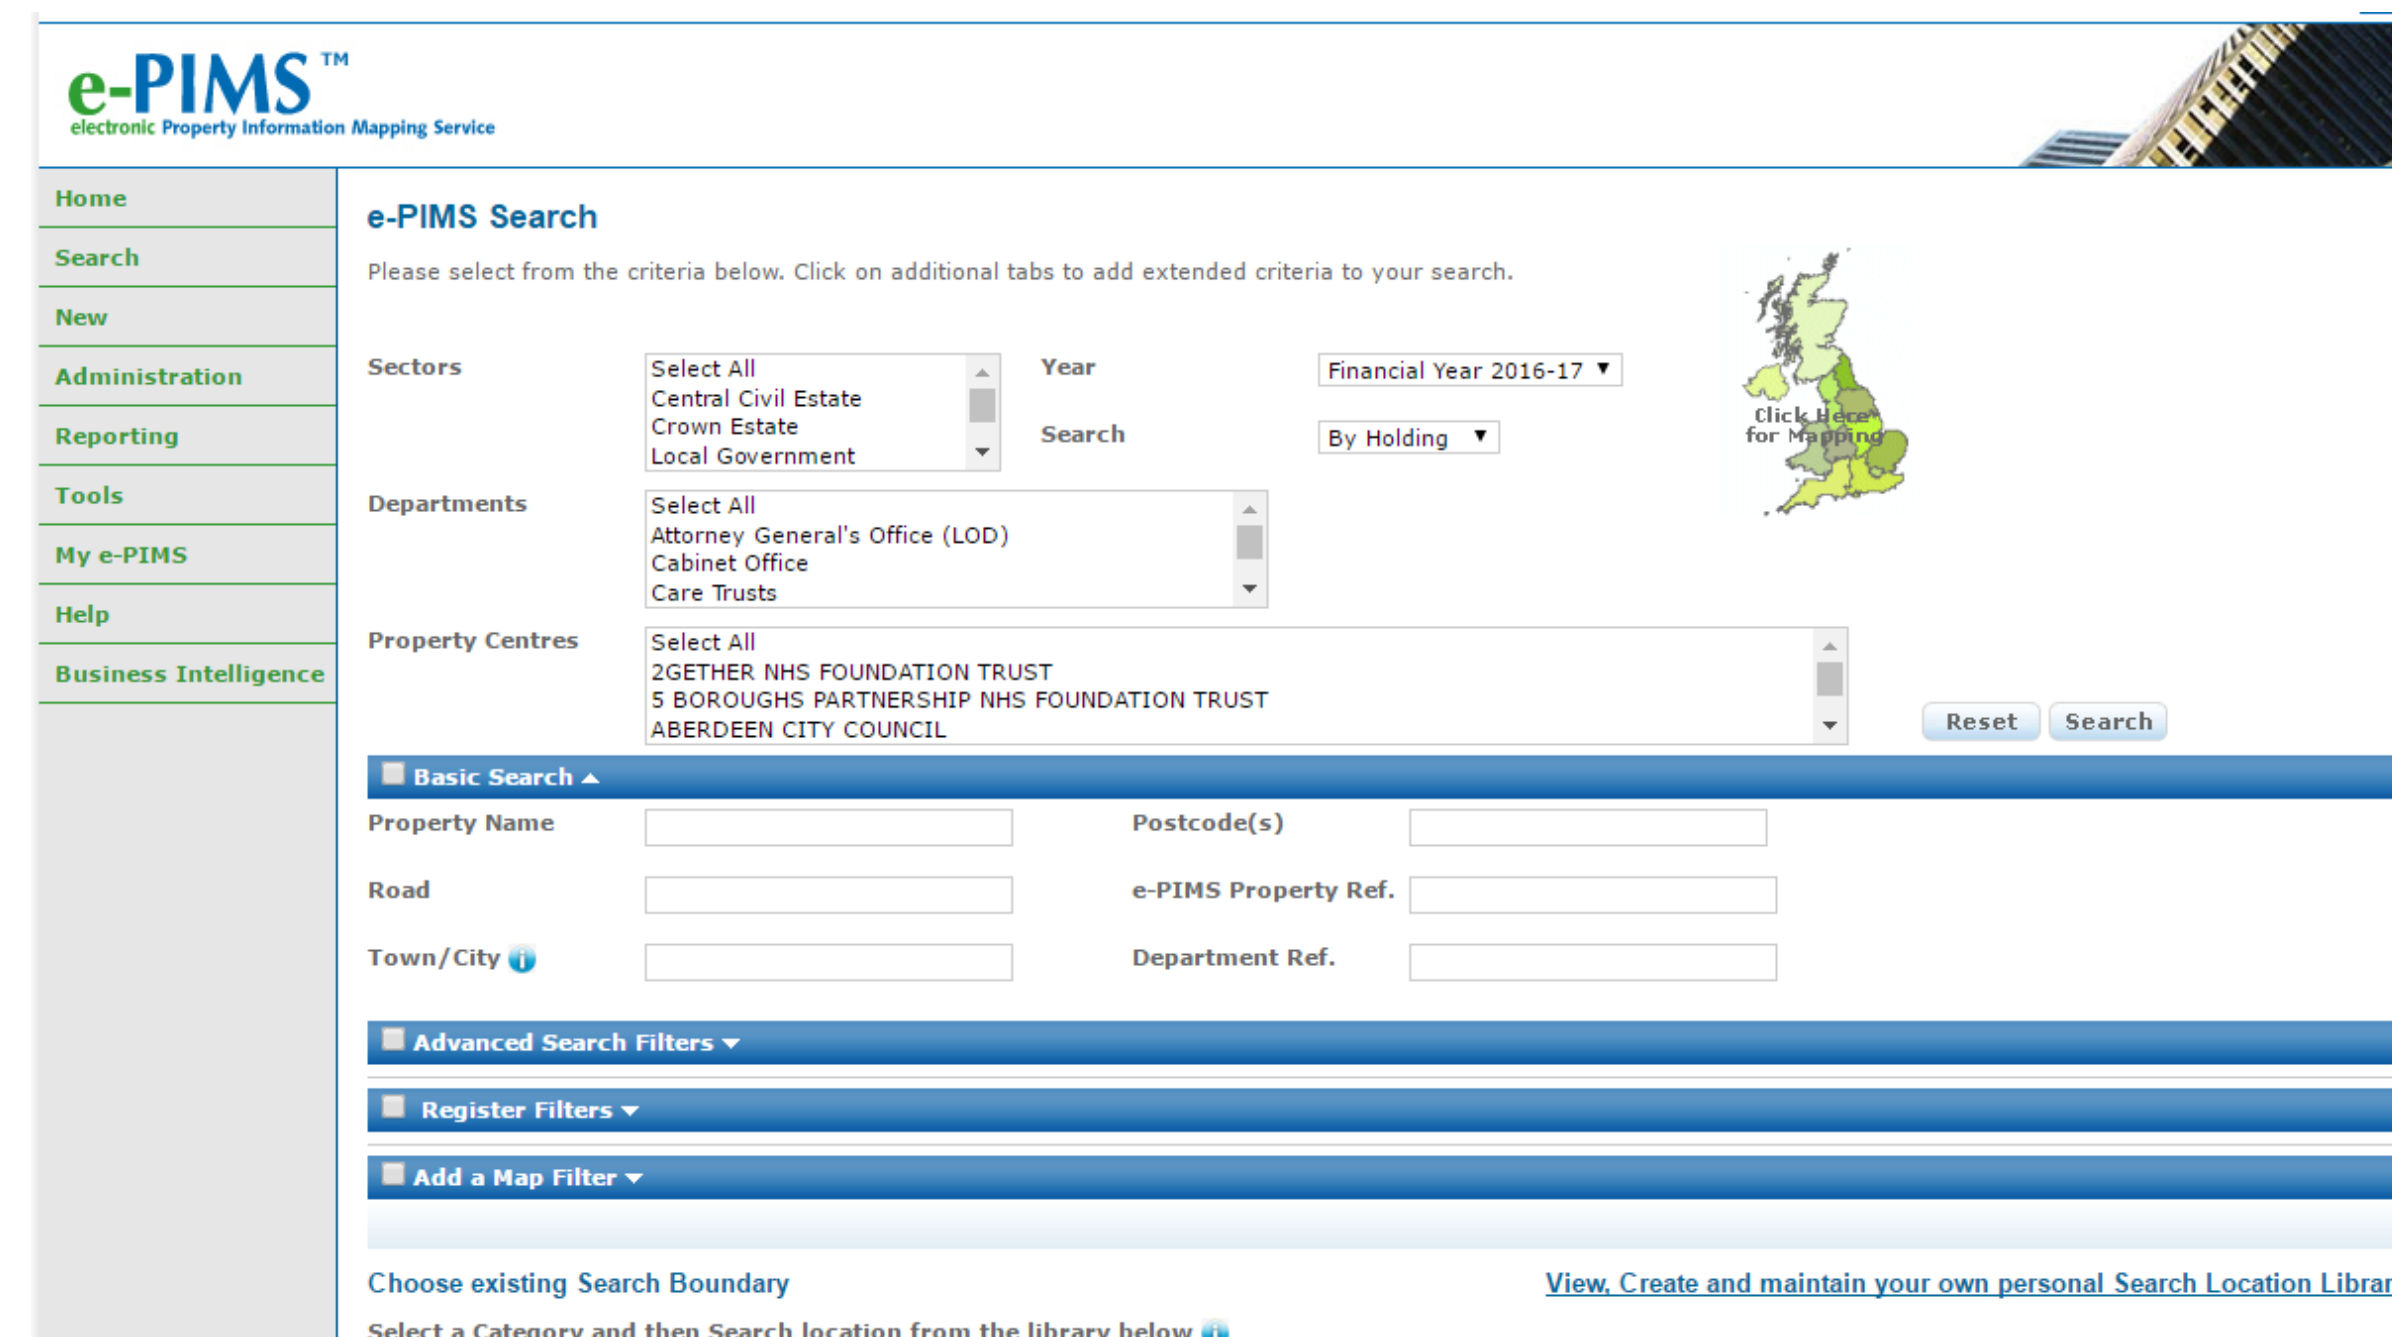 e-PIMS™
electronic Property Information Mapping Service
Home
Search
New
Administration
Reporting
Tools
My e-PIMS
Help
Business Intelligence
e-PIMS Search
Please select from the criteria below. Click on additional tabs to add extended criteria to your search.
Sectors
Select All
Central Civil Estate
Crown Estate
Local Government
Year
Financial Year 2016-17
Search
By Holding
Click Here
for Mapping
Departments
Select All
Attorney General's Office (LOD)
Cabinet Office
Care Trusts
Property Centres
Select All
2GETHER NHS FOUNDATION TRUST
5 BOROUGHS PARTNERSHIP NHS FOUNDATION TRUST
ABERDEEN CITY COUNCIL
Reset
Search
Basic Search
Property Name
Postcode(s)
Road
e-PIMS Property Ref.
Town/City
Department Ref.
Advanced Search Filters
Register Filters
Add a Map Filter
Choose existing Search Boundary
View, Create and maintain your own personal Search Location Librar
Select a Category and then Search location from the library below